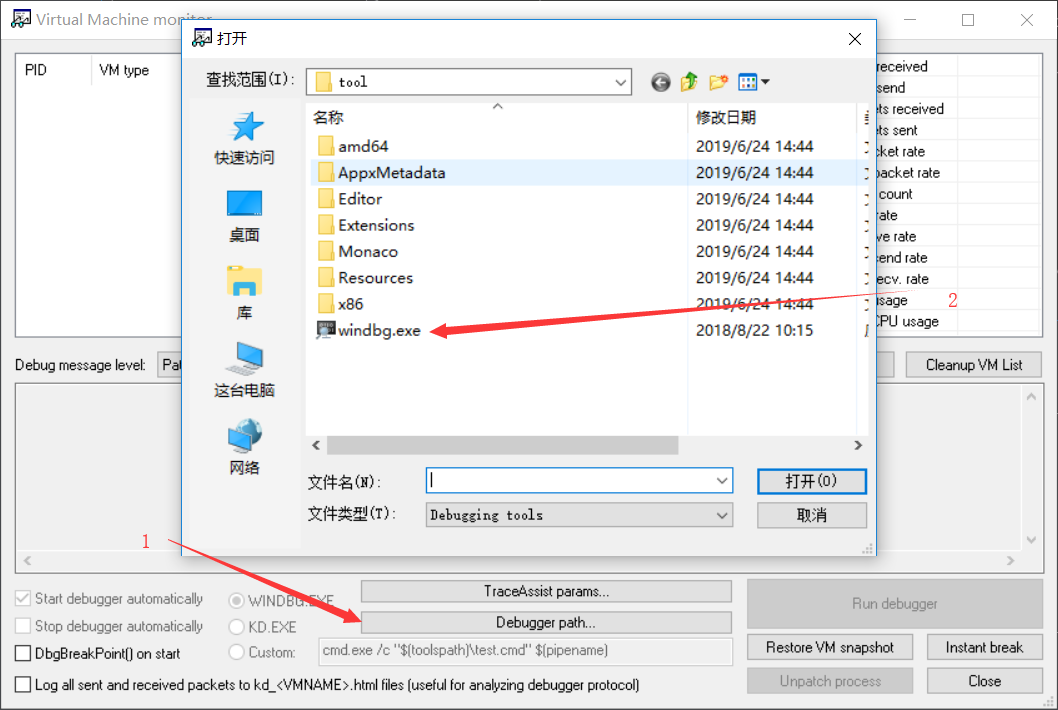 Virtual Machine monitor
打开
PID
VM type
查找范围(I):
tool
名称
修改日期
amd64
2019/6/24 14:44
AppxMetadata
2019/6/24 14:44
Editor
2019/6/24 14:44
Extensions
2019/6/24 14:44
Monaco
2019/6/24 14:44
Resources
2019/6/24 14:44
x86
2019/6/24 14:44
windbg.exe
2018/8/22 10:15
快速访问
桌面
库
这台电脑
网络
文件名(N):
文件类型(T):
Debugging tools
打开(O)
取消
received
send
received
sent
rate
packet rate
count
rate
rate
rate
rate
usage
CPU usage
2
Debug message level:
Cleanup VM List
1
Start debugger automatically
WINDBG.EXE
TraceAssist params...
Run debugger
Stop debugger automatically
KD.EXE
Debugger path...
DbgBreakPoint() on start
Custom:
cmd.exe /c "$(toolspath)\test.cmd" $(pipename)
Restore VM snapshot
Instant break
Log all sent and received packets to kd_<VMNAME>.html files (useful for analyzing debugger protocol)
Unpatch process
Close